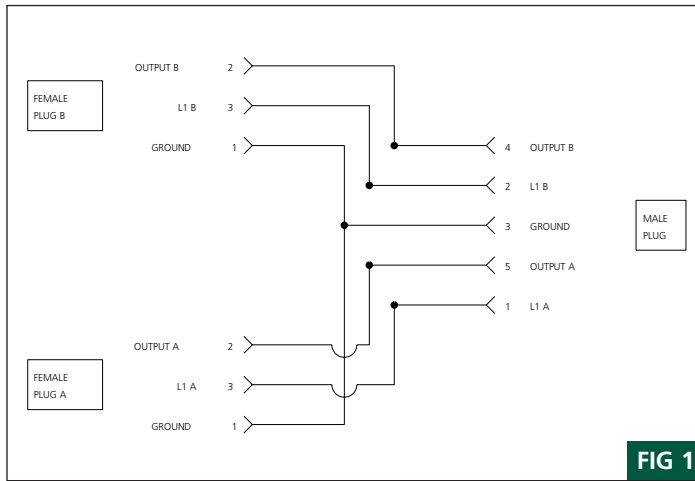 FEMALE
PLUG B
OUTPUT B 2
L1 B 3
GROUND 1
4 OUTPUT B
2 L1 B
3 GROUND
5 OUTPUT A
1 L1 A
MALE
PLUG
FEMALE
PLUG A
OUTPUT A 2
L1 A 3
GROUND 1
FIG 1